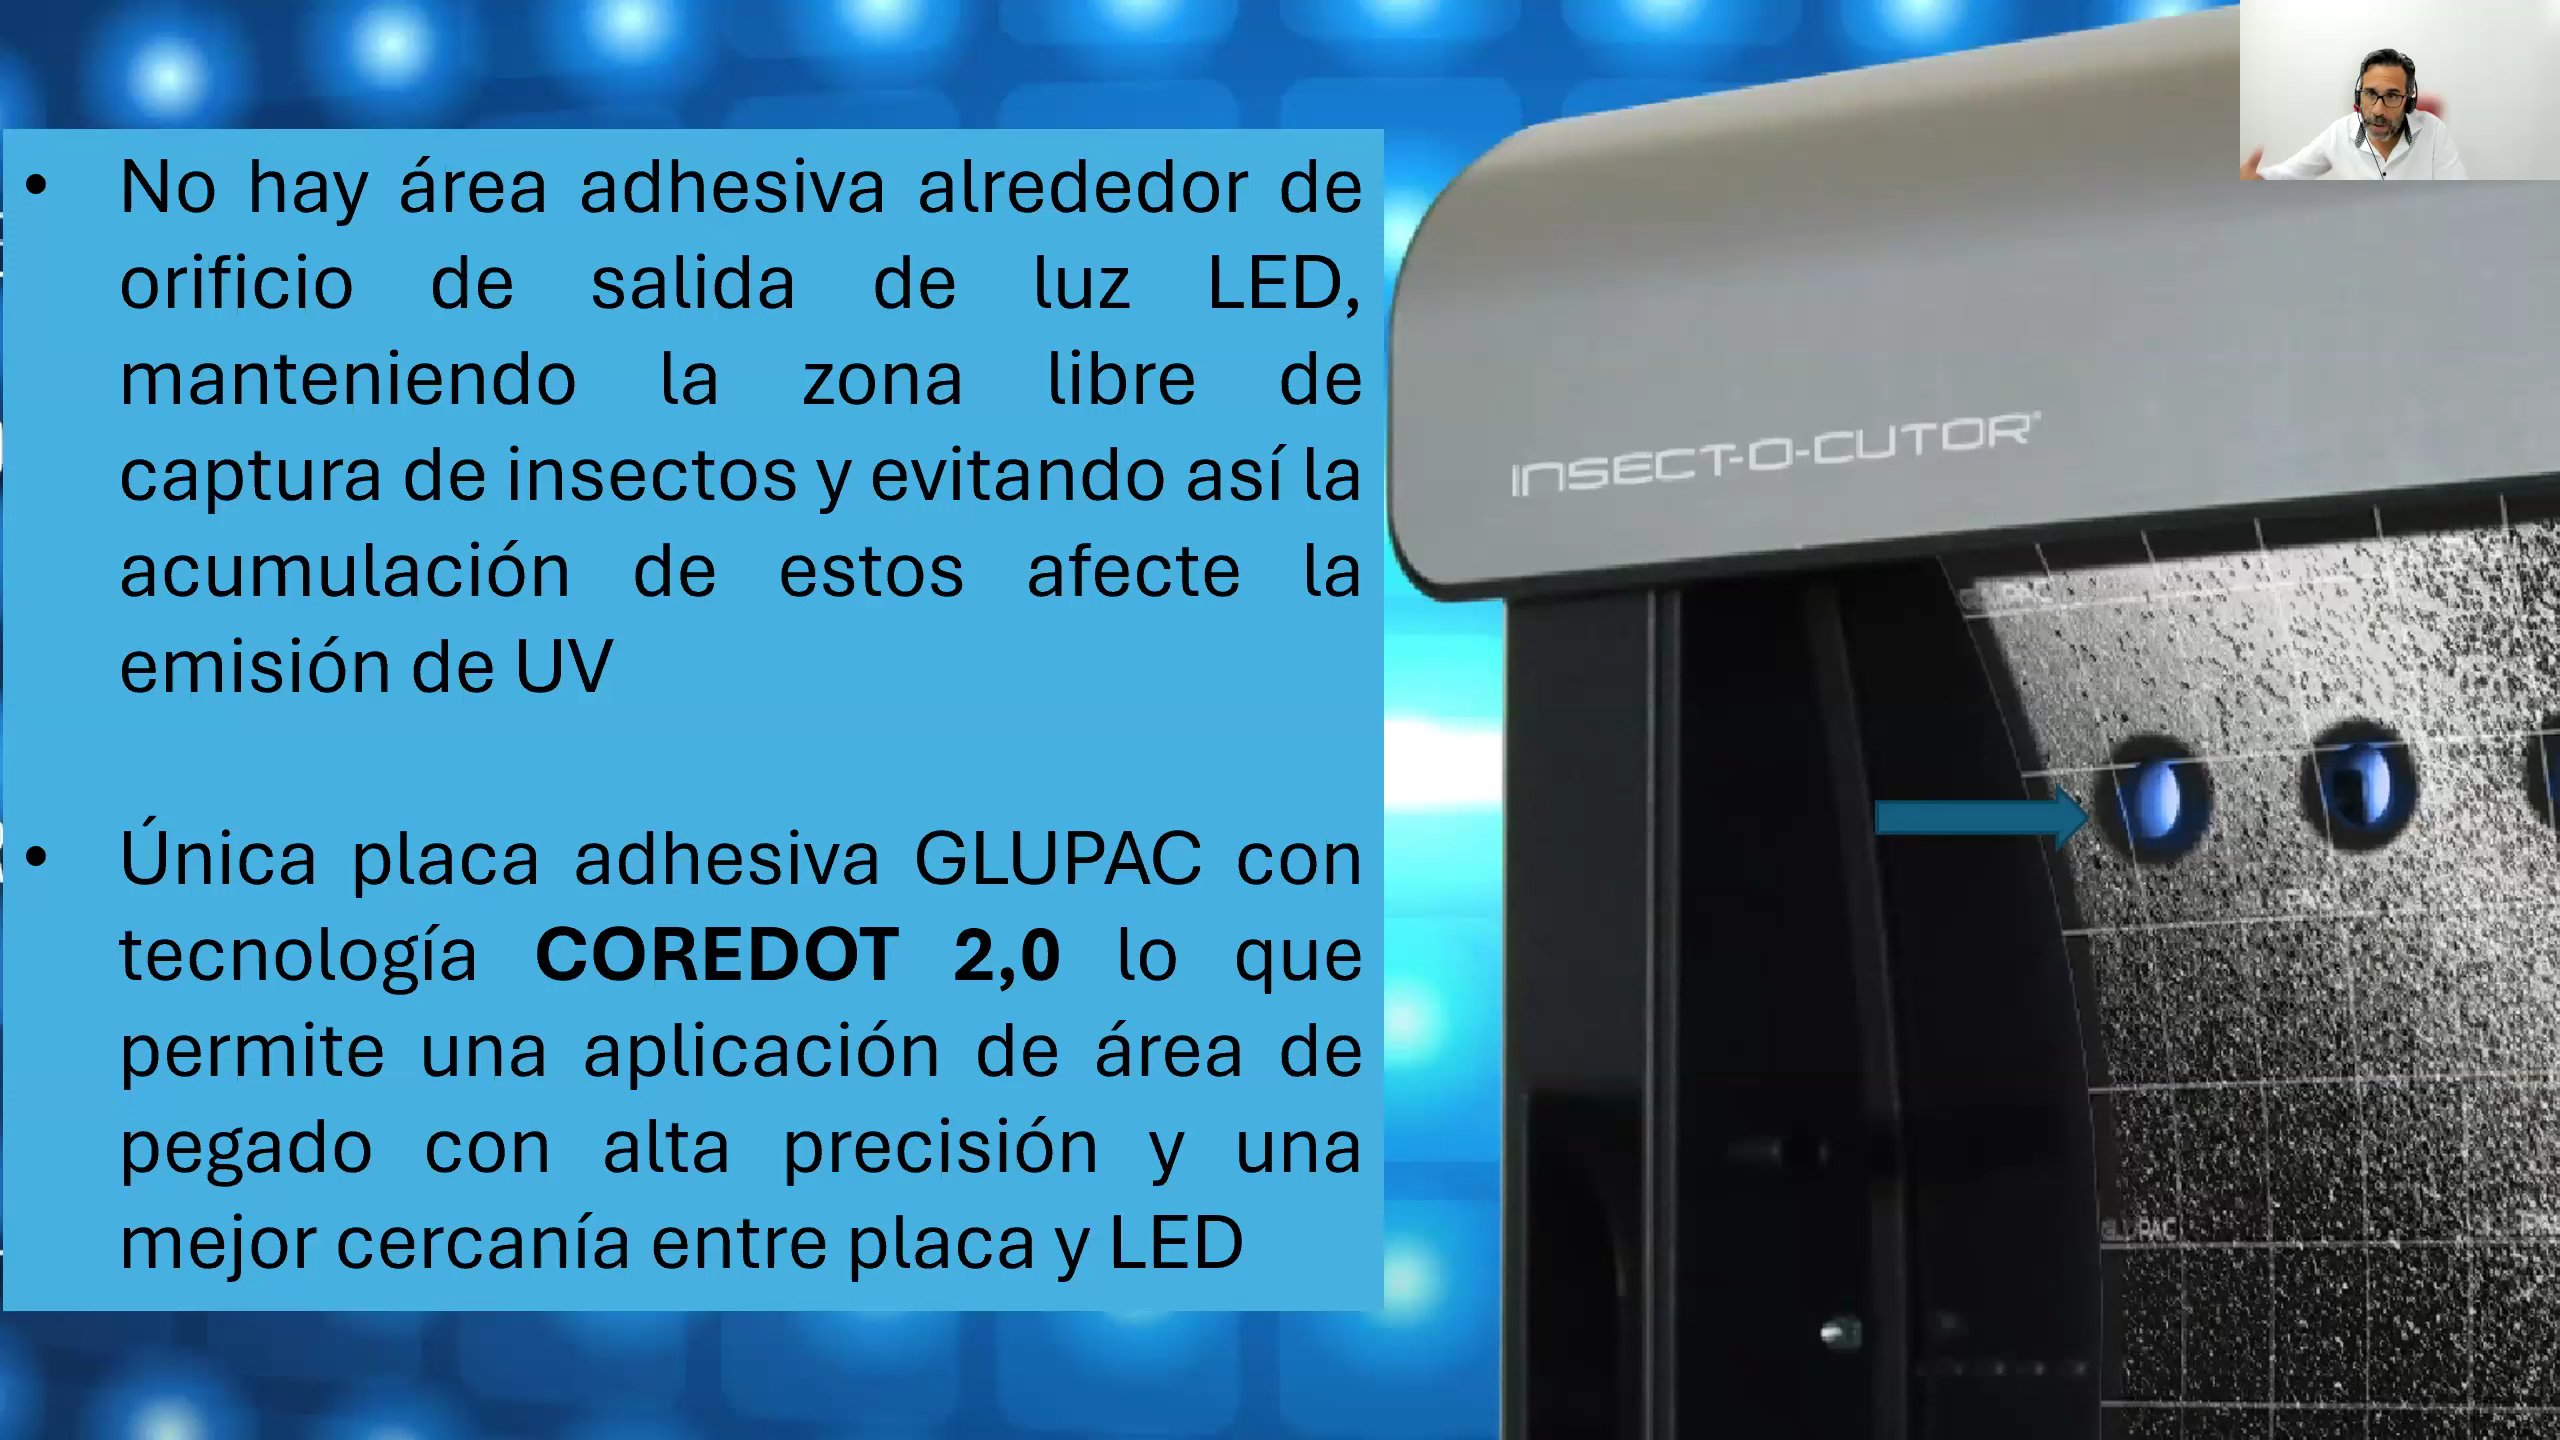 • No hay área adhesiva alrededor de
orificio de salida de luz LED,
manteniendo la zona libre de
captura de insectos y evitando así la
acumulación de estos afecte la
emisión de UV
• Única placa adhesiva GLUPAC con
tecnología COREDOT 2,0 lo que
permite una aplicación de área de
pegado con alta precisión y una
mejor cercanía entre placa y LED
INSECT-O-CUTOR®
GLUPAC
GLUPAC